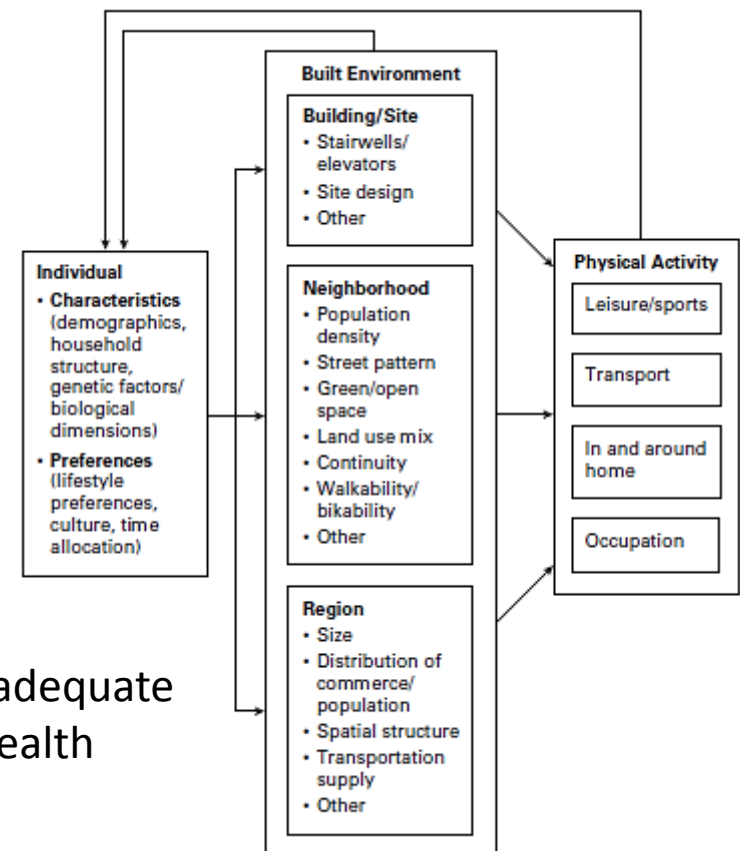 Built Environment
Building/Site
• Stairwells/
elevators
• Site design
• Other
Individual
• Characteristics
(demographics,
household
structure,
genetic factors/
biological
dimensions)
• Preferences
(lifestyle
preferences,
culture, time
allocation)
Neighborhood
• Population
density
• Street pattern
• Green/open
space
• Land use mix
• Continuity
• Walkability/
bikability
• Other
Physical Activity
Leisure/sports
Transport
In and around
home
Occupation
Region
• Size
• Distribution of
commerce/
population
• Spatial structure
• Transportation
supply
• Other
adequate
ealth